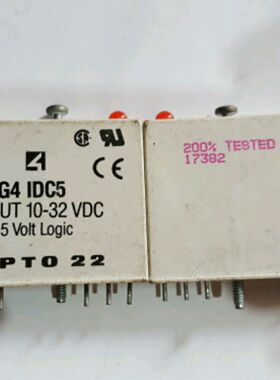 G4 IDC5
UT 10-32 VDC
5 Volt Logic
PTO 22
200% TESTED
17382